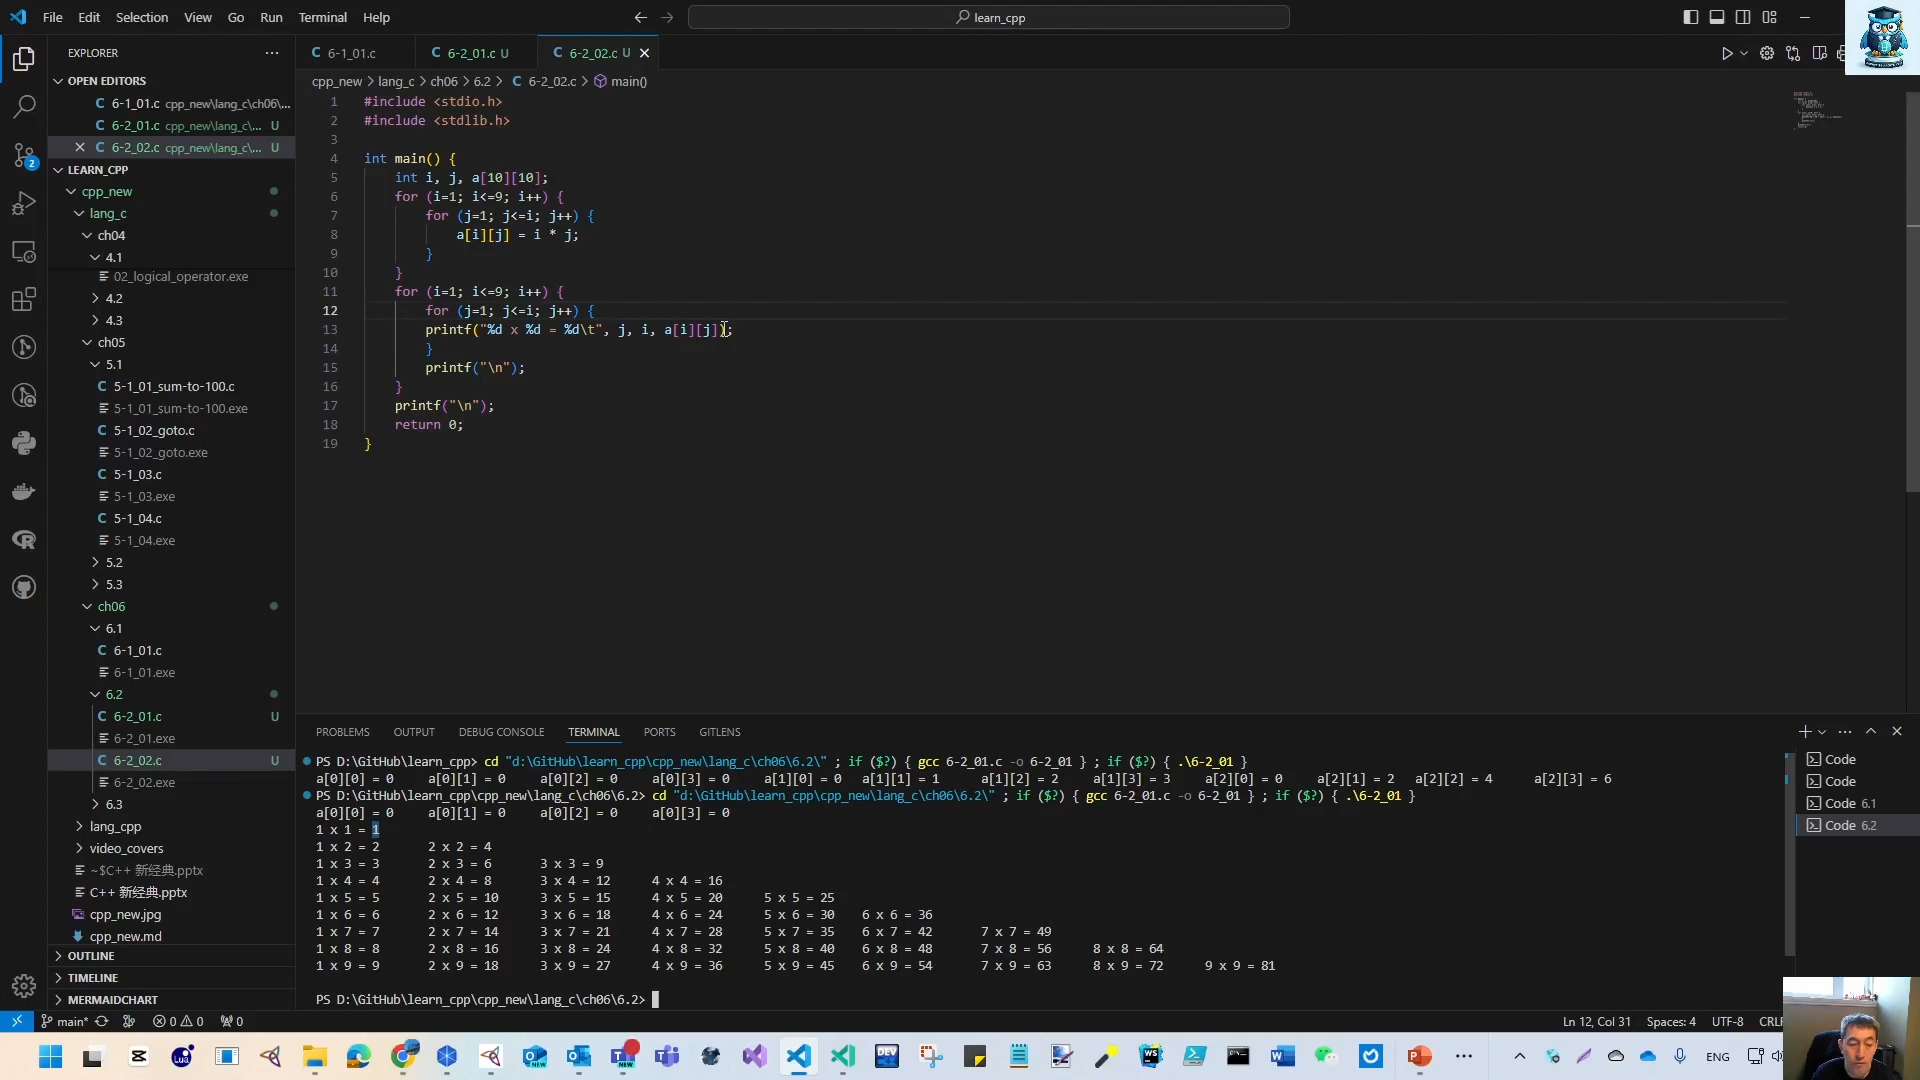 File Edit Selection View Go Run Terminal Help
learn_cpp
EXPLORER
OPEN EDITORS
6-1_01.c cpp_new\lang_c\ch06\...
6-2_01.c cpp_new\lang_c\... U
6-2_02.c cpp_new\lang_c\... U
LEARN_CPP
cpp_new
lang_c
ch04
4.1
02_logical_operator.exe
4.2
4.3
ch05
5.1
5-1_01_sum-to-100.c
5-1_01_sum-to-100.exe
5-1_02_goto.c
5-1_02_goto.exe
5-1_03.c
5-1_03.exe
5-1_04.c
5-1_04.exe
5.2
5.3
ch06
6.1
6-1_01.c
6-1_01.exe
6.2
6-2_01.c U
6-2_01.exe
6-2_02.c U
6-2_02.exe
6.3
lang_cpp
video_covers
~$C++ 新经典.pptx
C++ 新经典.pptx
cpp_new.jpg
cpp_new.md
OUTLINE
TIMELINE
MERMAIDCHART
6-1_01.c 6-2_01.c U 6-2_02.c U
cpp_new > lang_c > ch06 > 6.2 > C 6-2_02.c > main()
1 #include <stdio.h>
2 #include <stdlib.h>
3
4 int main() {
5 int i, j, a[10][10];
6 for (i=1; i<=9; i++) {
7 for (j=1; j<=i; j++) {
8 a[i][j] = i * j;
9 }
10 }
11 for (i=1; i<=9; i++) {
12 for (j=1; j<=i; j++) {
13 printf("%d x %d = %d\t", j, i, a[i][j]);
14 }
15 printf("\n");
16 }
17 printf("\n");
18 return 0;
19 }
PROBLEMS OUTPUT DEBUG CONSOLE TERMINAL PORTS GITLENS
PS D:\GitHub\learn_cpp> cd "d:\GitHub\learn_cpp\cpp_new\lang_c\ch06\6.2\" ; if ($?) { gcc 6-2_01.c -o 6-2_01 } ; if ($?) { .\6-2_01 }
a[0][0] = 0 a[0][1] = 0 a[0][2] = 0 a[0][3] = 0 a[1][0] = 0 a[1][1] = 1 a[1][2] = 2 a[1][3] = 3 a[2][0] = 0 a[2][1] = 2 a[2][2] = 4 a[2][3] = 6
PS D:\GitHub\learn_cpp\cpp_new\lang_c\ch06\6.2> cd "d:\GitHub\learn_cpp\cpp_new\lang_c\ch06\6.2\" ; if ($?) { gcc 6-2_01.c -o 6-2_01 } ; if ($?) { .\6-2_01 }
a[0][0] = 0 a[0][1] = 0 a[0][2] = 0 a[0][3] = 0
1 x 1 = 1
1 x 2 = 2 2 x 2 = 4
1 x 3 = 3 2 x 3 = 6 3 x 3 = 9
1 x 4 = 4 2 x 4 = 8 3 x 4 = 12 4 x 4 = 16
1 x 5 = 5 2 x 5 = 10 3 x 5 = 15 4 x 5 = 20 5 x 5 = 25
1 x 6 = 6 2 x 6 = 12 3 x 6 = 18 4 x 6 = 24 5 x 6 = 30 6 x 6 = 36
1 x 7 = 7 2 x 7 = 14 3 x 7 = 21 4 x 7 = 28 5 x 7 = 35 6 x 7 = 42 7 x 7 = 49
1 x 8 = 8 2 x 8 = 16 3 x 8 = 24 4 x 8 = 32 5 x 8 = 40 6 x 8 = 48 7 x 8 = 56 8 x 8 = 64
1 x 9 = 9 2 x 9 = 18 3 x 9 = 27 4 x 9 = 36 5 x 9 = 45 6 x 9 = 54 7 x 9 = 63 8 x 9 = 72 9 x 9 = 81
PS D:\GitHub\learn_cpp\cpp_new\lang_c\ch06\6.2>
Code
Code
Code 6.1
Code 6.2
main* 0 0 0
Ln 12, Col 31 Spaces: 4 UTF-8 CRLF
ENG